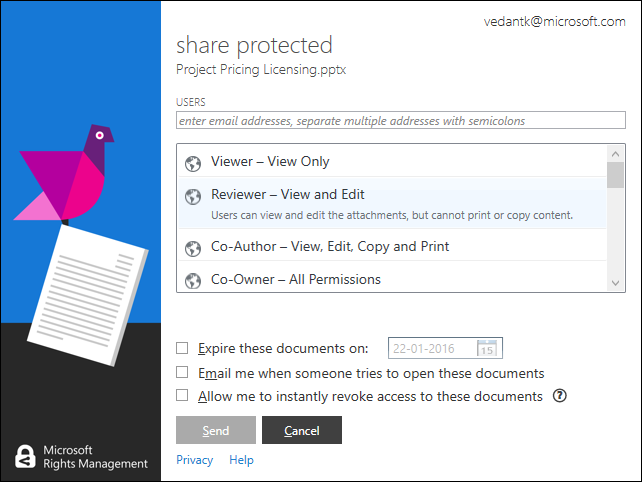 vedantk@microsoft.com
share protected
Project Pricing Licensing.pptx
USERS
enter email addresses, separate multiple addresses with semicolons
Viewer – View Only
Reviewer – View and Edit
Users can view and edit the attachments, but cannot print or copy content.
Co-Author – View, Edit, Copy and Print
Co-Owner – All Permissions
Expire these documents on: 22-01-2016 15
Email me when someone tries to open these documents
Allow me to instantly revoke access to these documents ?
Send Cancel
Privacy Help
Microsoft
Rights Management